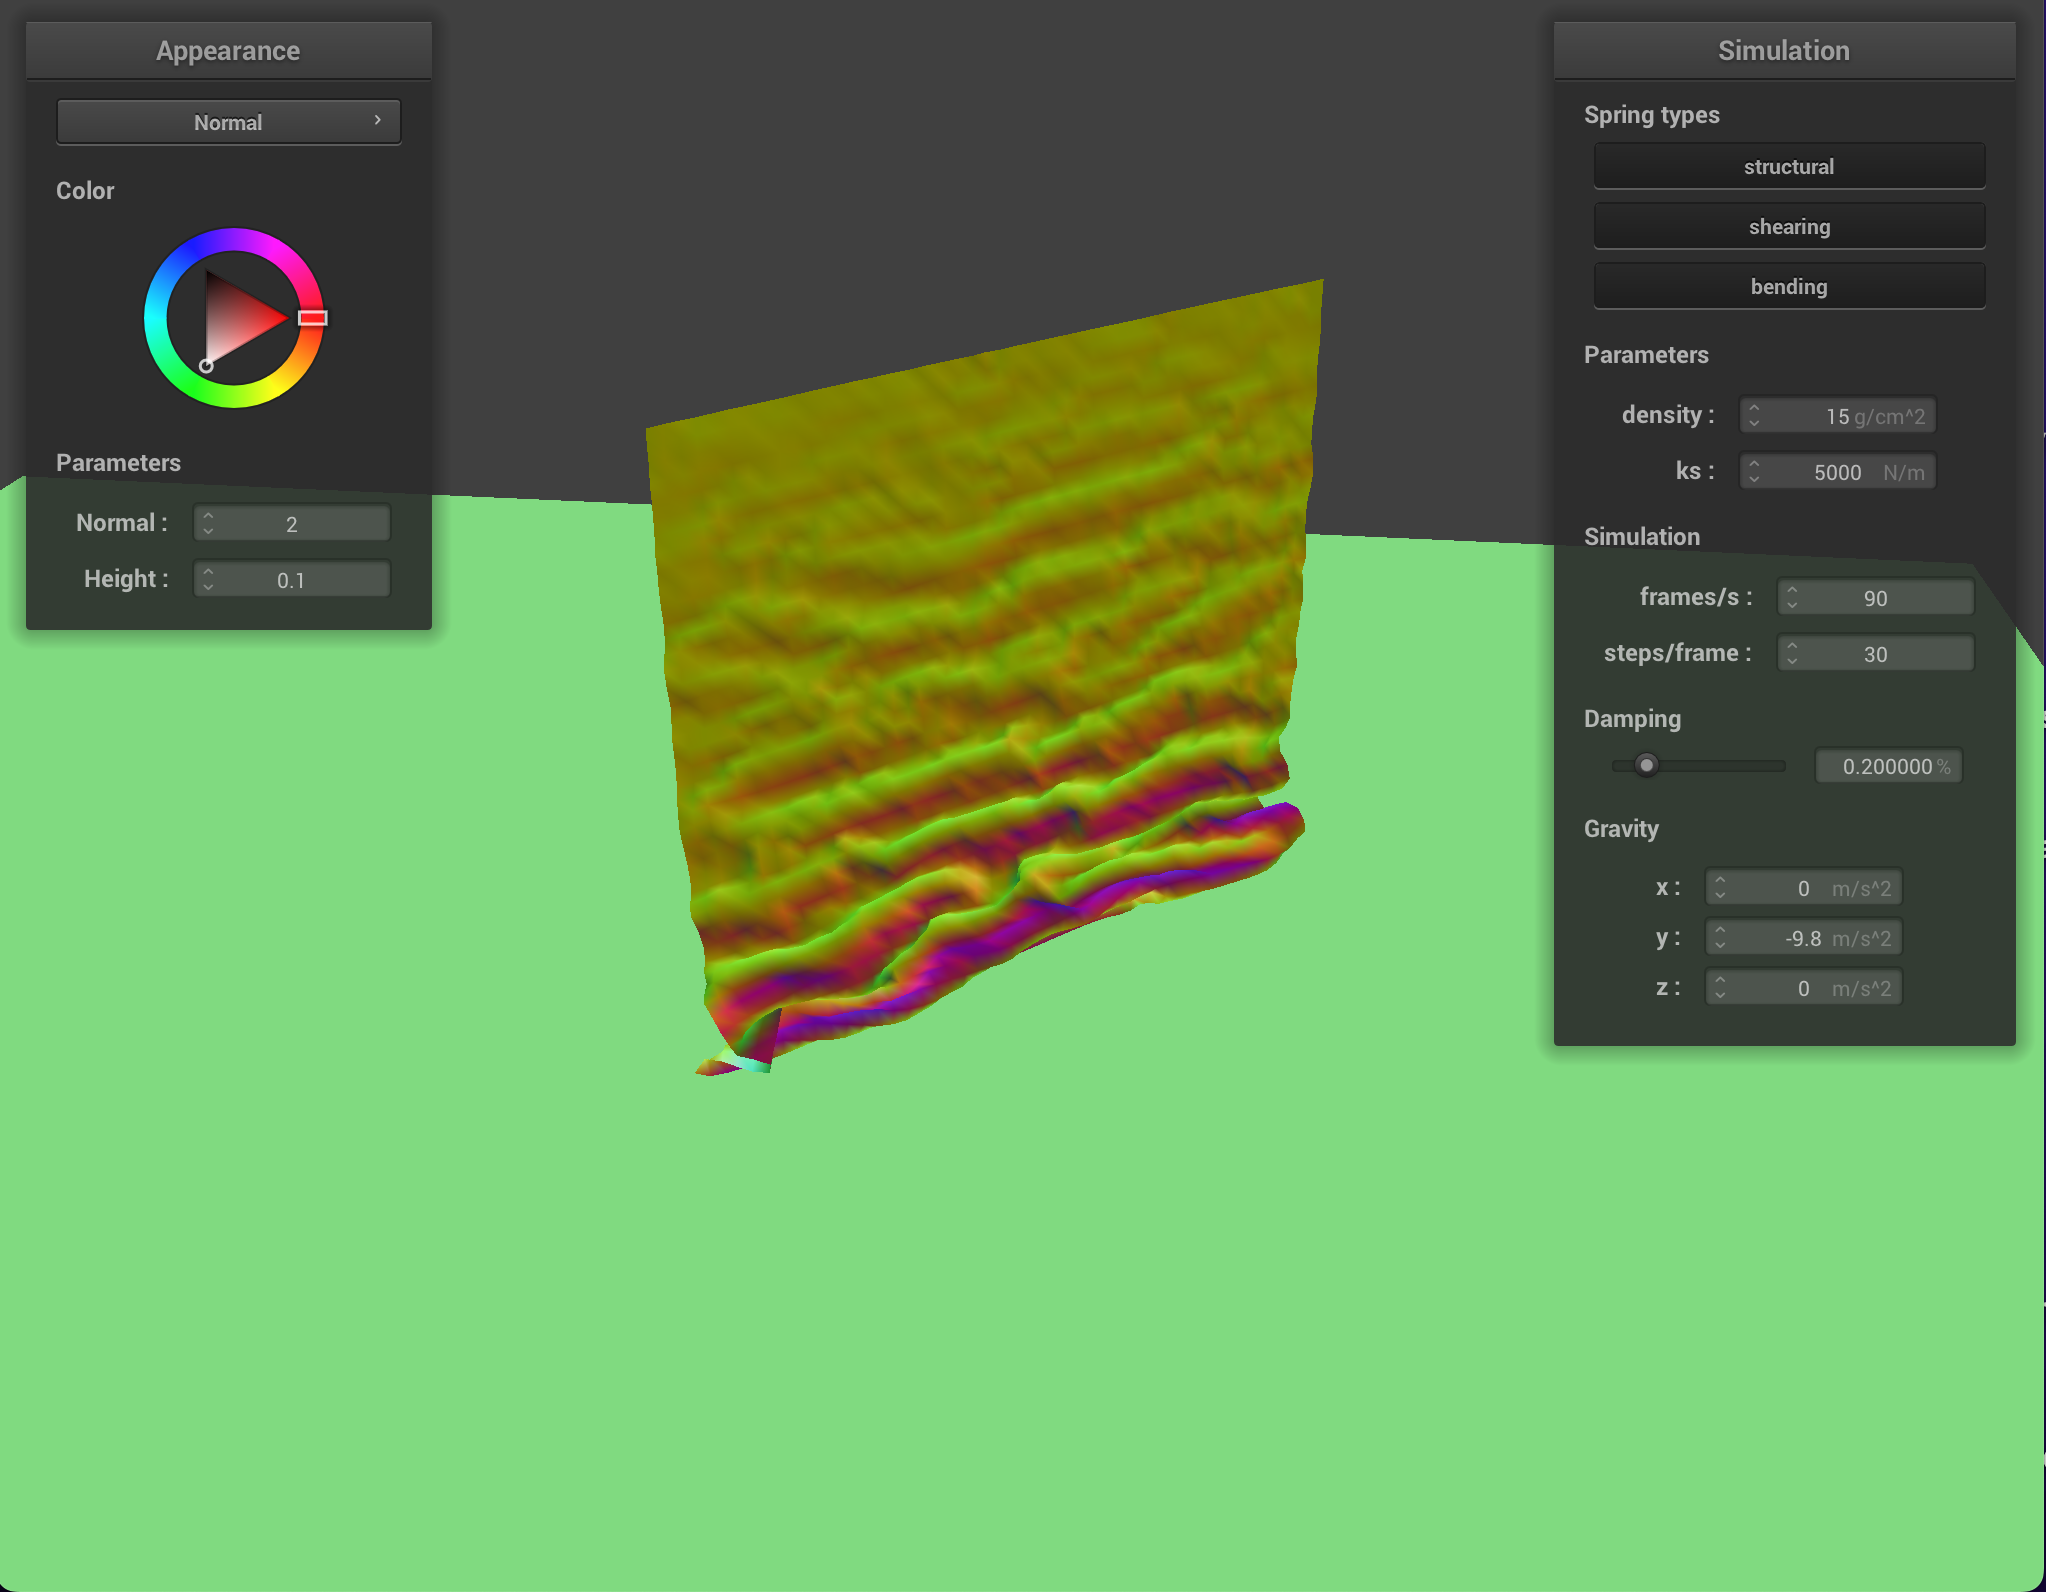 Appearance
Normal
Color
Parameters
Normal : 2
Height : 0.1
Simulation
Spring types
structural
shearing
bending
Parameters
density : 15 g/cm^2
ks : 5000 N/m
Simulation
frames/s : 90
steps/frame : 30
Damping
0.200000 %
Gravity
x : 0 m/s^2
y : -9.8 m/s^2
z : 0 m/s^2